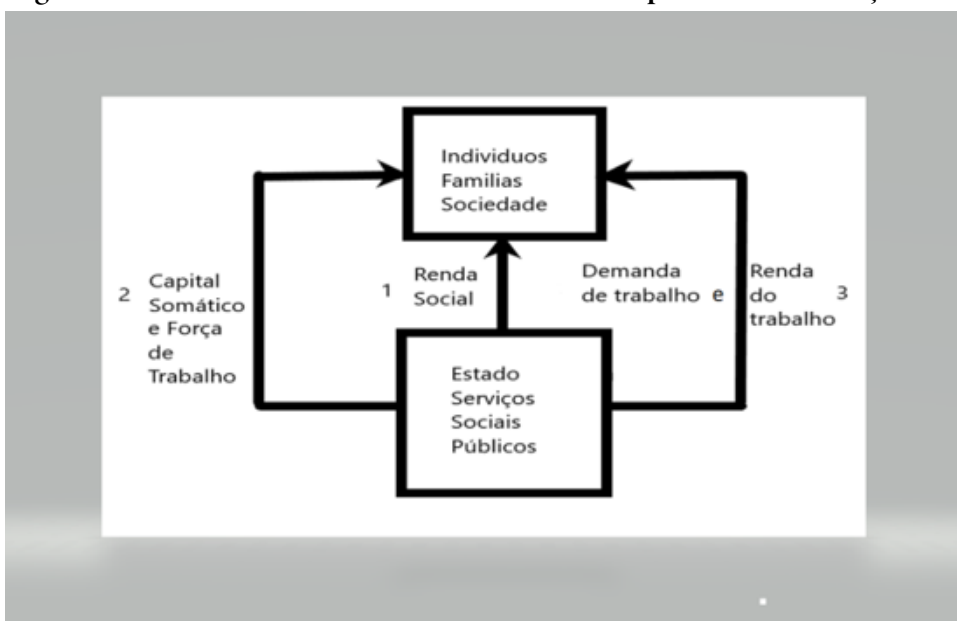 Individuos
Familias
Sociedade
2 Capital
Somático
e Força
de
Trabalho
1 Renda
Social
Demanda
de trabalho e
Renda
do 3
trabalho
Estado
Serviços
Sociais
Públicos